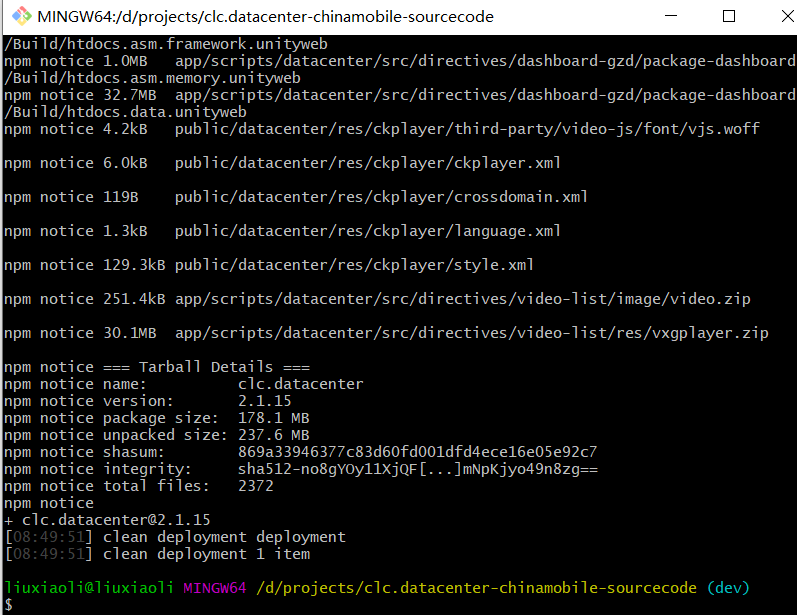 MINGW64:/d/projects/clc.datacenter-chinamobile-sourcecode
/Build/htdocs.asm.framework.unityweb
npm notice 1.0MB   app/scripts/datacenter/src/directives/dashboard-gzd/package-dashboard
/Build/htdocs.asm.memory.unityweb
npm notice 32.7MB  app/scripts/datacenter/src/directives/dashboard-gzd/package-dashboard
/Build/htdocs.data.unityweb
npm notice 4.2kB   public/datacenter/res/ckplayer/third-party/video-js/font/vjs.woff
npm notice 6.0kB   public/datacenter/res/ckplayer/ckplayer.xml
npm notice 119B    public/datacenter/res/ckplayer/crossdomain.xml
npm notice 1.3kB   public/datacenter/res/ckplayer/language.xml
npm notice 129.3kB public/datacenter/res/ckplayer/style.xml
npm notice 251.4kB app/scripts/datacenter/src/directives/video-list/image/video.zip
npm notice 30.1MB  app/scripts/datacenter/src/directives/video-list/res/vxgplayer.zip
npm notice === Tarball Details ===
npm notice name:          clc.datacenter
npm notice version:       2.1.15
npm notice package size:  178.1 MB
npm notice unpacked size: 237.6 MB
npm notice shasum:        869a33946377c83d60fd001dfd4ece16e05e92c7
npm notice integrity:     sha512-no8gYOy11XjQF[...]mNpKjyo49n8zg==
npm notice total files:   2372
npm notice
+ clc.datacenter@2.1.15
[08:49:51] clean deployment deployment
[08:49:51] clean deployment 1 item
liuxiaoli@liuxiaoli MINGW64 /d/projects/clc.datacenter-chinamobile-sourcecode (dev)
$